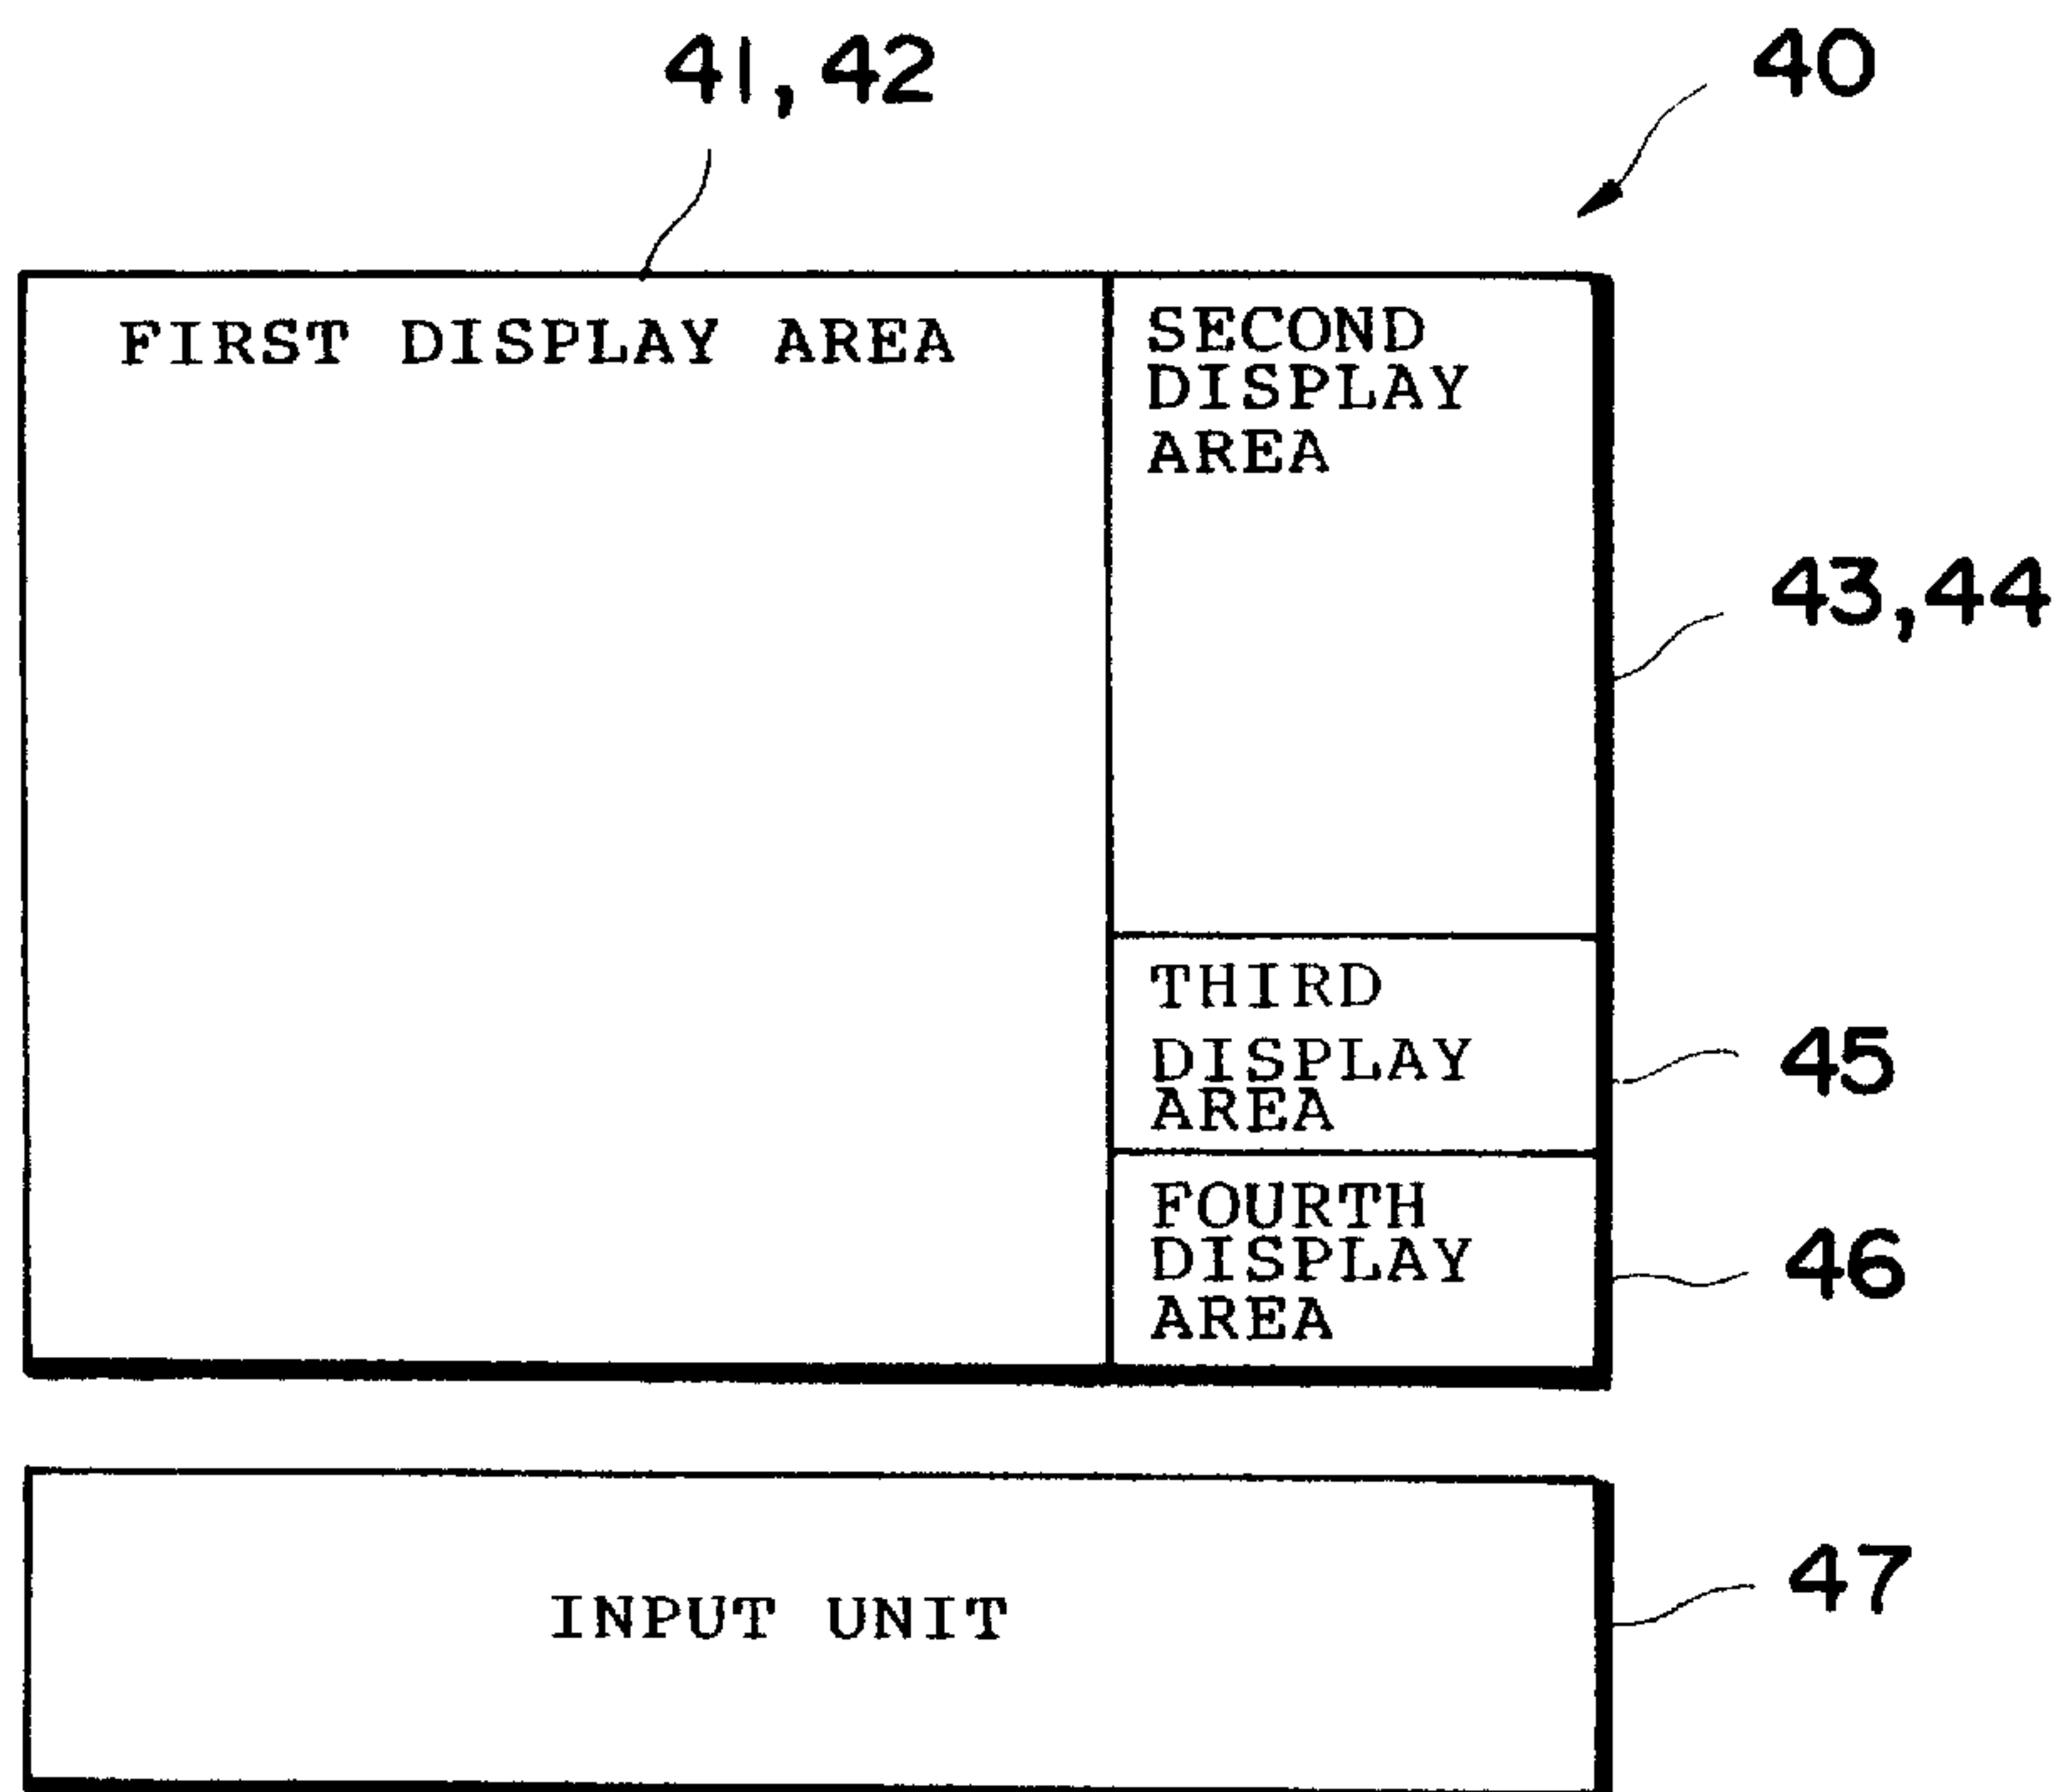 41,42
40
FIRST DISPLAY AREA
SECOND
DISPLAY
AREA
43,44
THIRD
DISPLAY
AREA
45
FOURTH
DISPLAY
AREA
46
INPUT UNIT
47